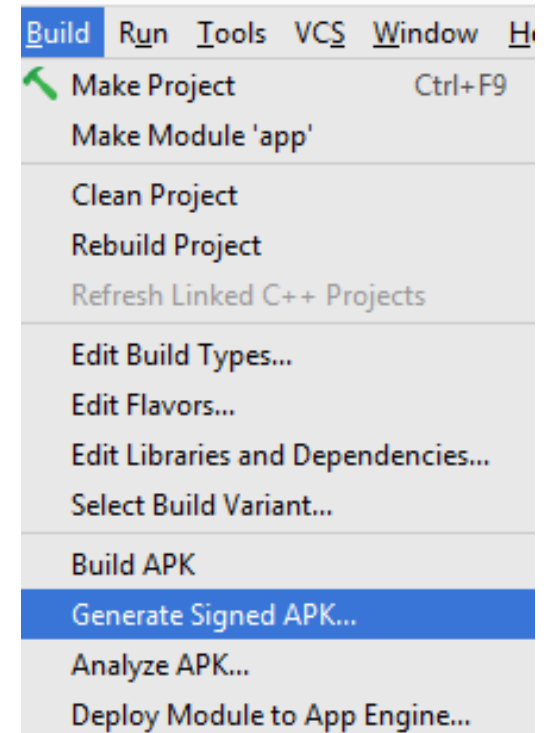 Build Run Tools VCS Window
Make Project Ctrl+F9
Make Module 'app'
Clean Project
Rebuild Project
Refresh Linked C++ Projects
Edit Build Types...
Edit Flavors...
Edit Libraries and Dependencies...
Select Build Variant...
Build APK
Generate Signed APK...
Analyze APK...
Deploy Module to App Engine...